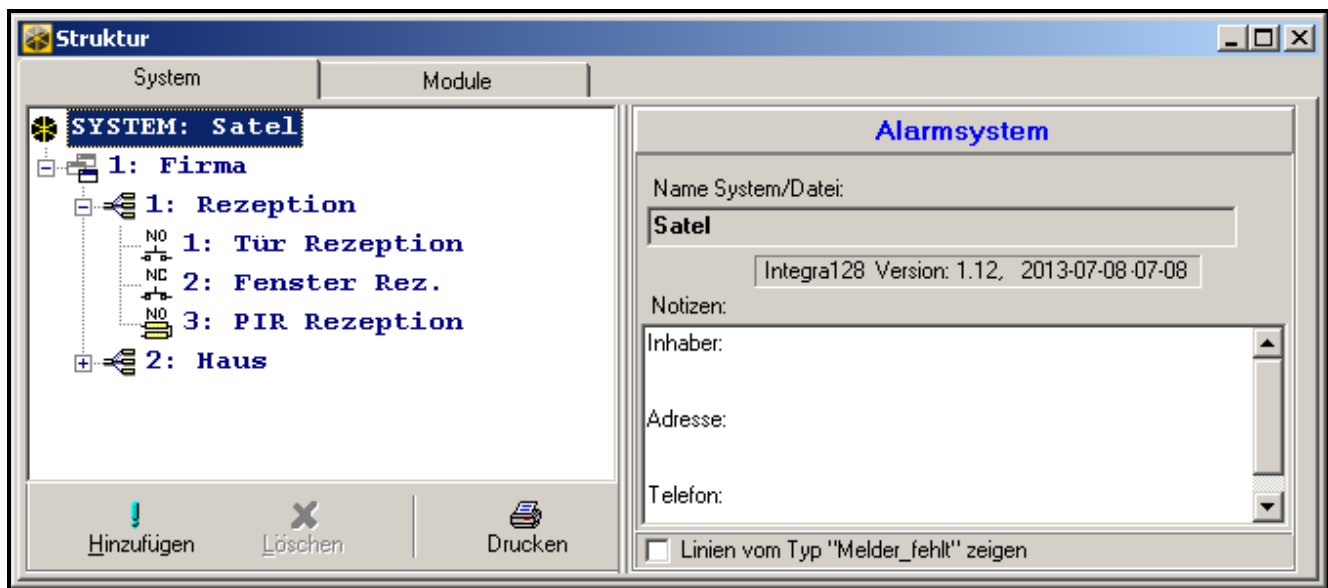 Struktur
System
Module
SYSTEM: Satel
1: Firma
1: Rezeption
NO 1: Tür Rezeption
NC 2: Fenster Rez.
NO 3: PIR Rezeption
2: Haus
Hinzufügen
Löschen
Drucken
Alarmsystem
Name System/Datei:
Satel
Integra128 Version: 1.12, 2013-07-08-07-08
Notizen:
Inhaber:
Adresse:
Telefon:
Linien vom Typ "Melder_fehlt" zeigen